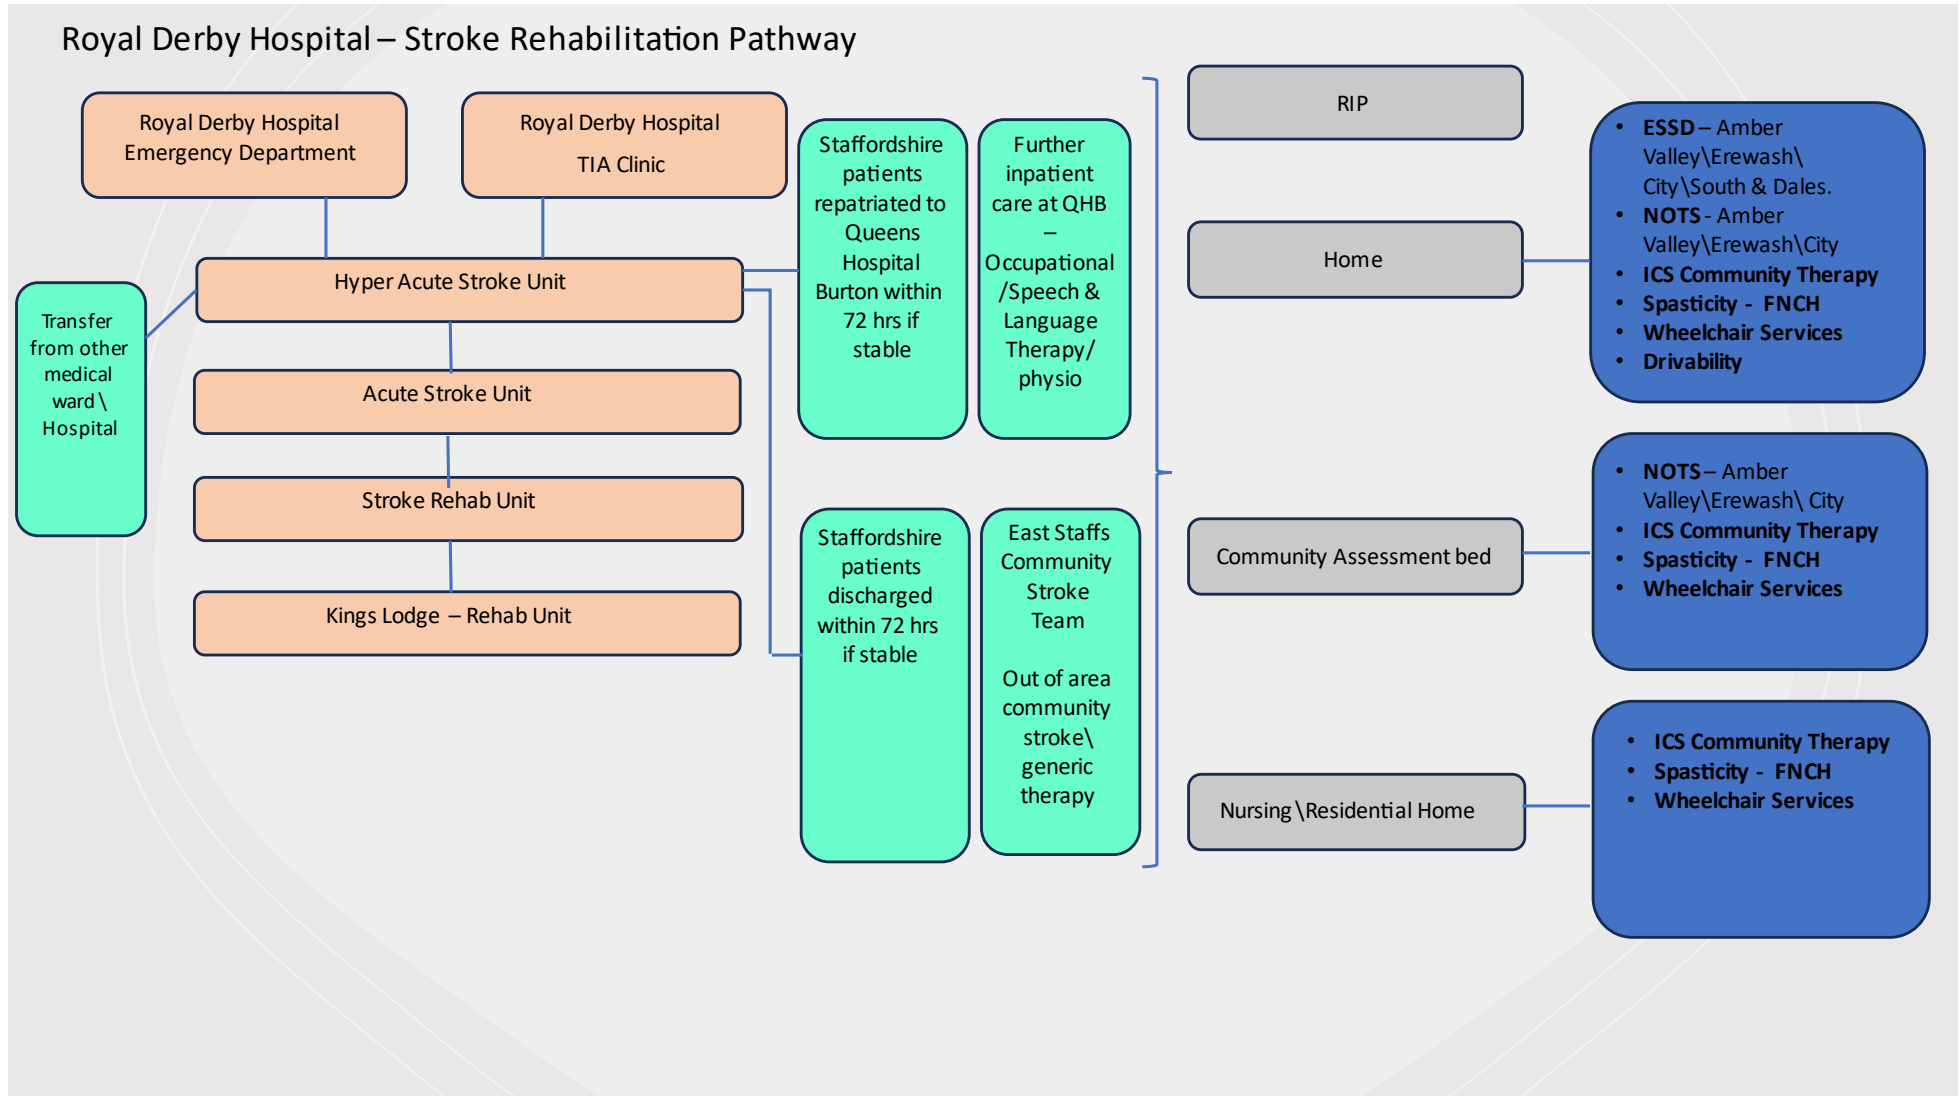 Royal Derby Hospital – Stroke Rehabilitation Pathway
Royal Derby Hospital
Emergency Department
Royal Derby Hospital
TIA Clinic
Transfer
from other
medical
ward \
Hospital
Hyper Acute Stroke Unit
Acute Stroke Unit
Stroke Rehab Unit
Kings Lodge – Rehab Unit
Staffordshire
patients
repatriated to
Queens
Hospital
Burton within
72 hrs if
stable
Further
inpatient
care at QHB
–
Occupational
/Speech &
Language
Therapy/
physio
Staffordshire
patients
discharged
within 72 hrs
if stable
East Staffs
Community
Stroke
Team
Out of area
community
stroke\
generic
therapy
RIP
Home
Community Assessment bed
Nursing \Residential Home
• ESSD – Amber
Valley\Erewash\
City\South & Dales.
• NOTS - Amber
Valley\Erewash\City
• ICS Community Therapy
• Spasticity - FNCH
• Wheelchair Services
• Drivability
• NOTS – Amber
Valley\Erewash\ City
• ICS Community Therapy
• Spasticity - FNCH
• Wheelchair Services
• ICS Community Therapy
• Spasticity - FNCH
• Wheelchair Services